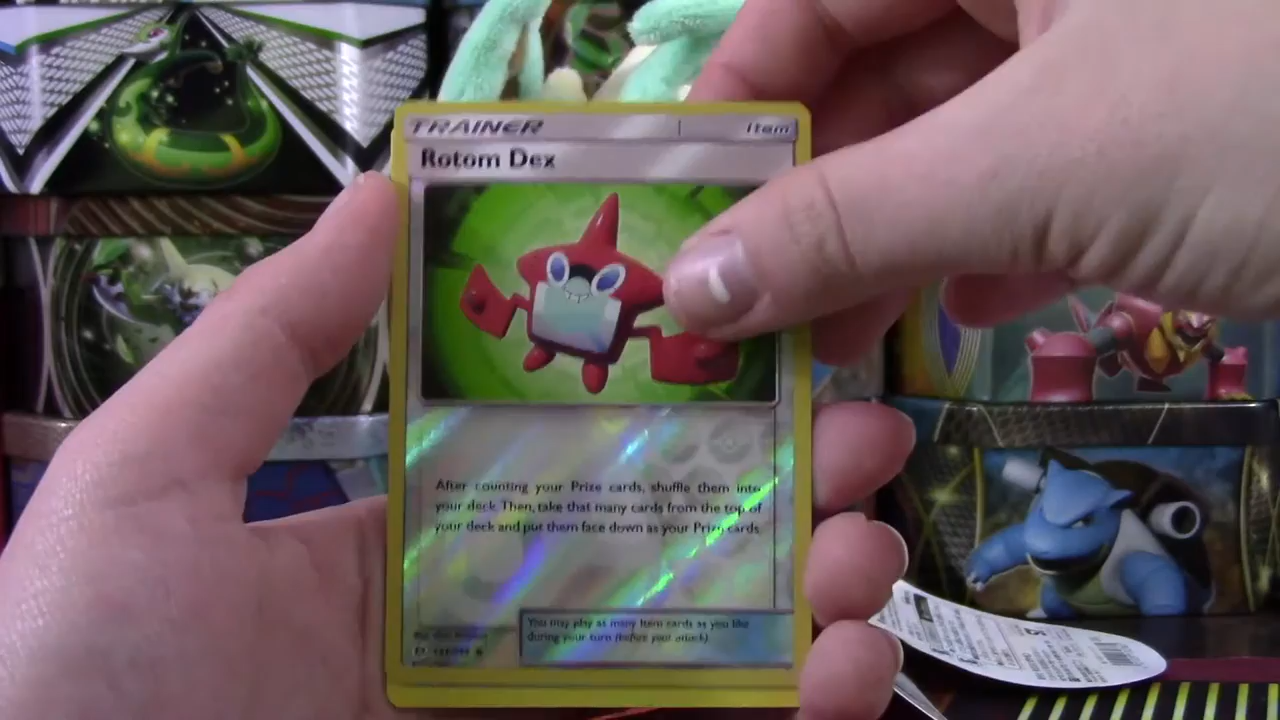 TRAINER Item
Rotom Dex
After counting your Prize cards, shuffle them into
your deck. Then, take that many cards from the top of
your deck and put them face down as your Prize cards.
You may play as many Item cards as you like
during your turn (before your attack).